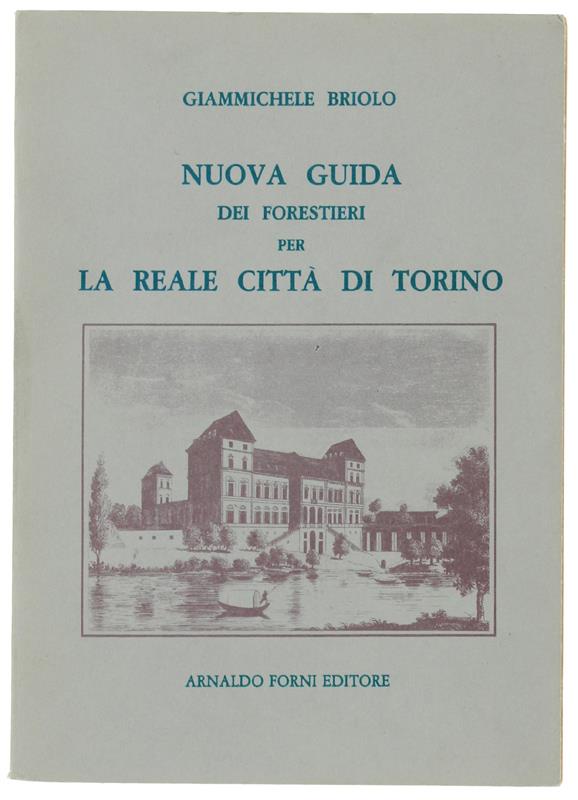 GIAMMICHELE BRIOLO
NUOVA GUIDA
DEI FORESTIERI
PER
LA REALE CITTÀ DI TORINO
ARNALDO FORNI EDITORE